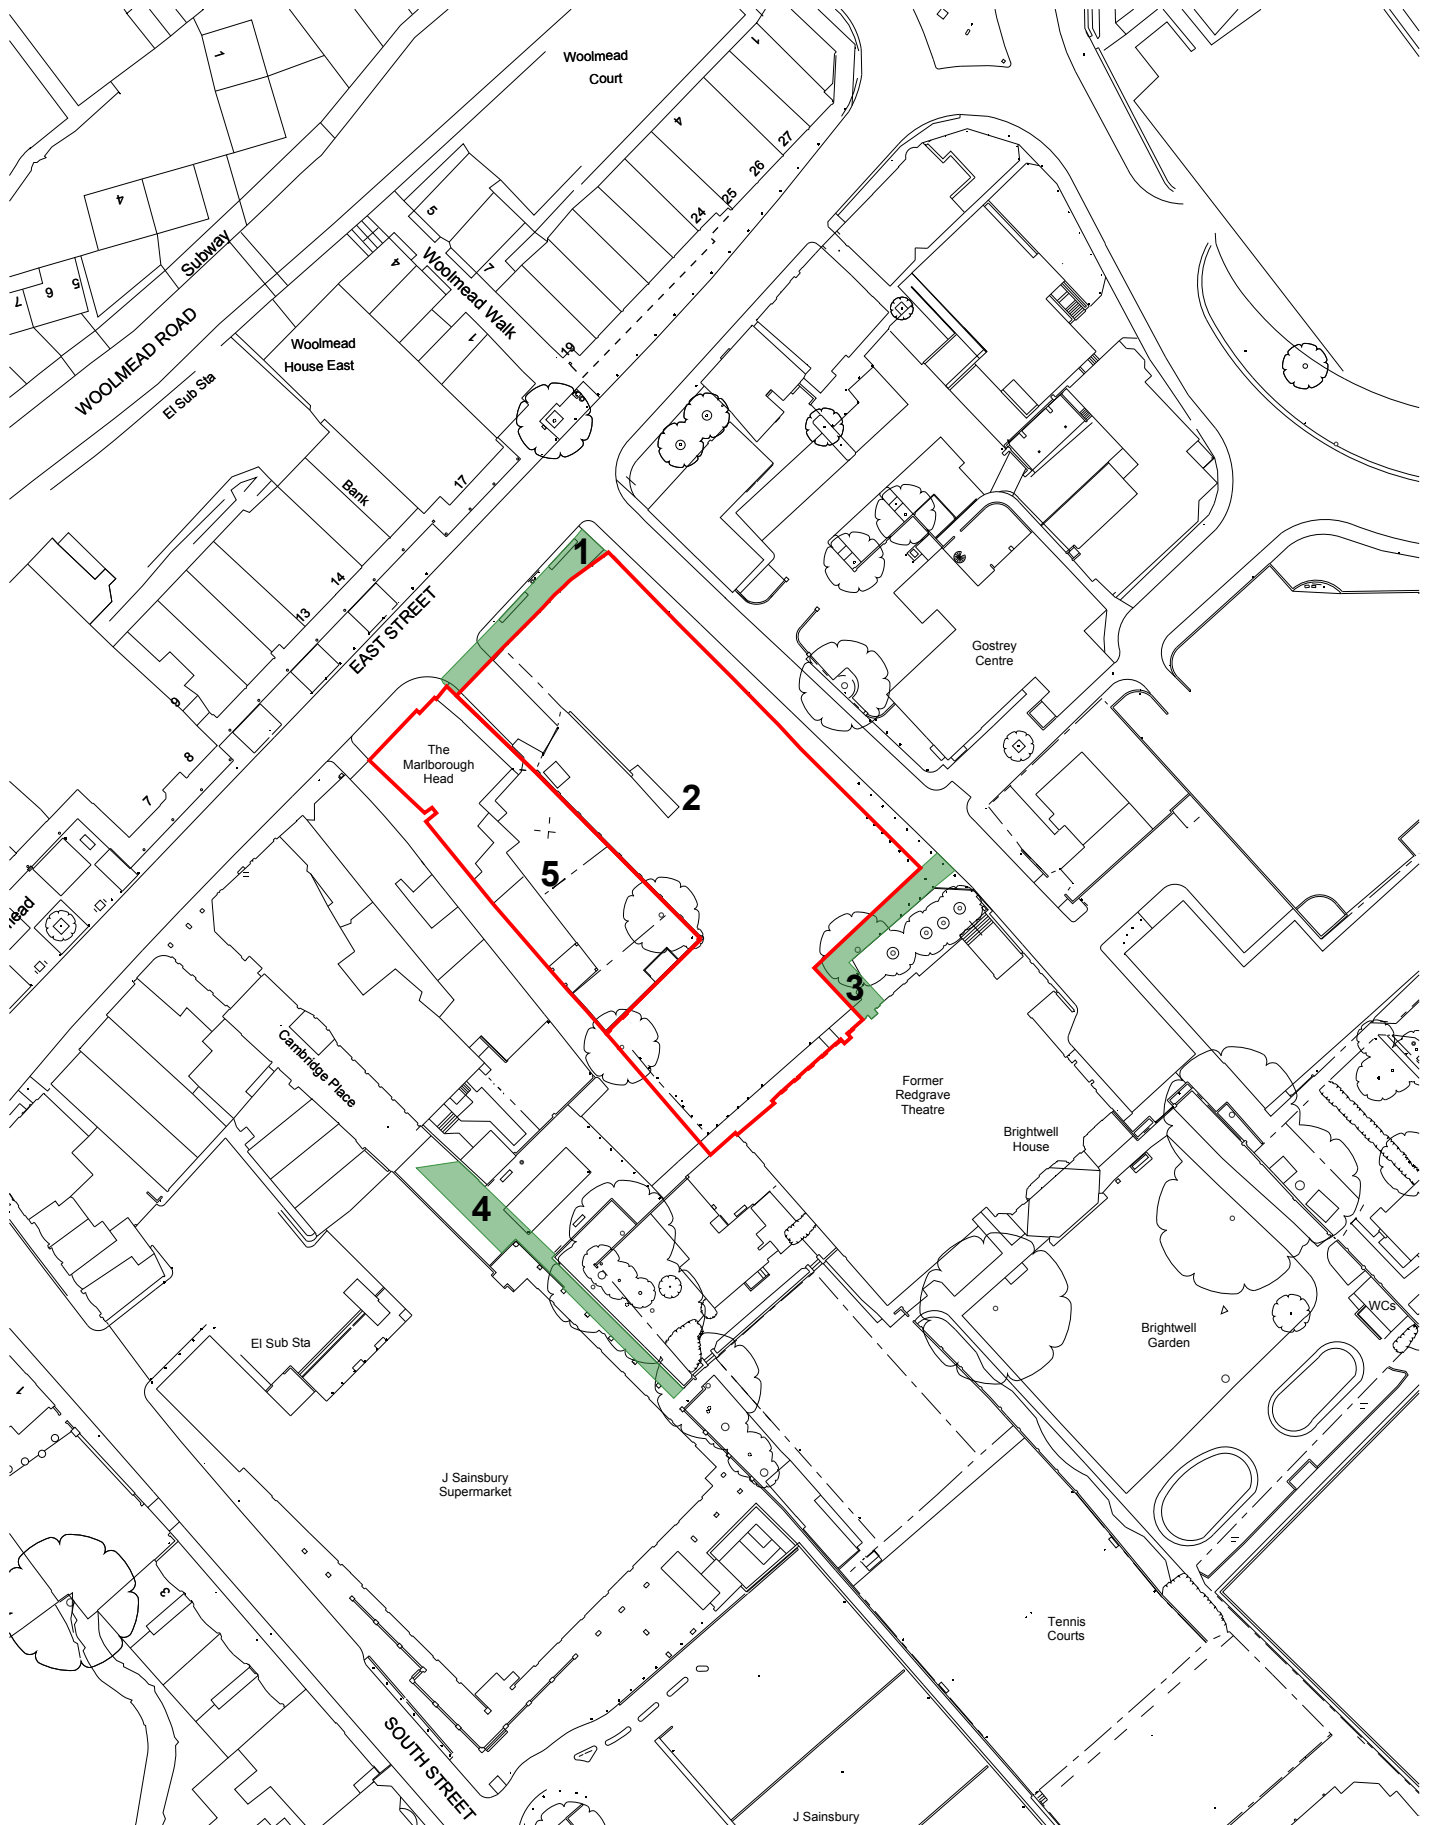 Woolmead
Court
1
1
4
27
26
25
24
4
5
Subway
7
Woolmead Walk
4
5
6
7
1
19
WOOLMEAD ROAD
Woolmead
House East
El Sub Sta
Bank
17
1
14
13
EAST STREET
Gostrey
Centre
9
The
Marlborough
Head
8
7
2
5
ead
3
Cambridge Place
Former
Redgrave
Theatre
Brightwell
House
4
WCs
Brightwell
Garden
El Sub Sta
1
J Sainsbury
Supermarket
3
Tennis
Courts
SOUTH STREET
J Sainsbury